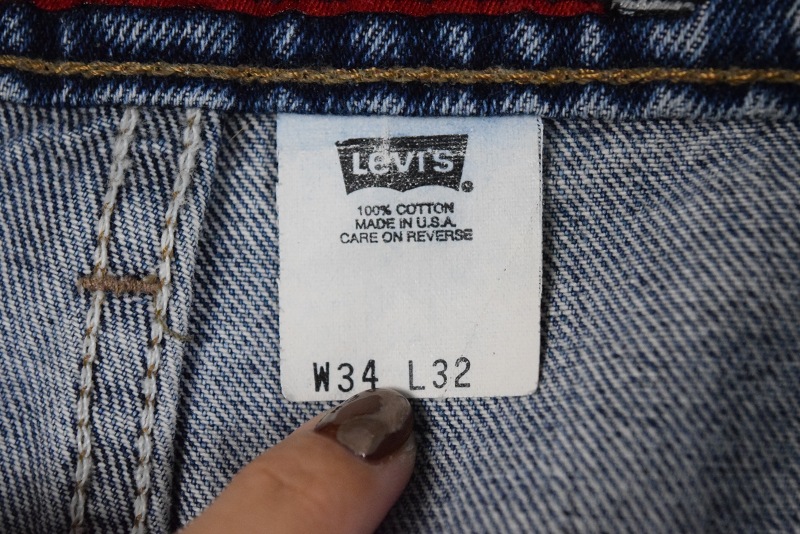 Levi's ®
100% COTTON
MADE IN U.S.A.
CARE ON REVERSE
W34 L32